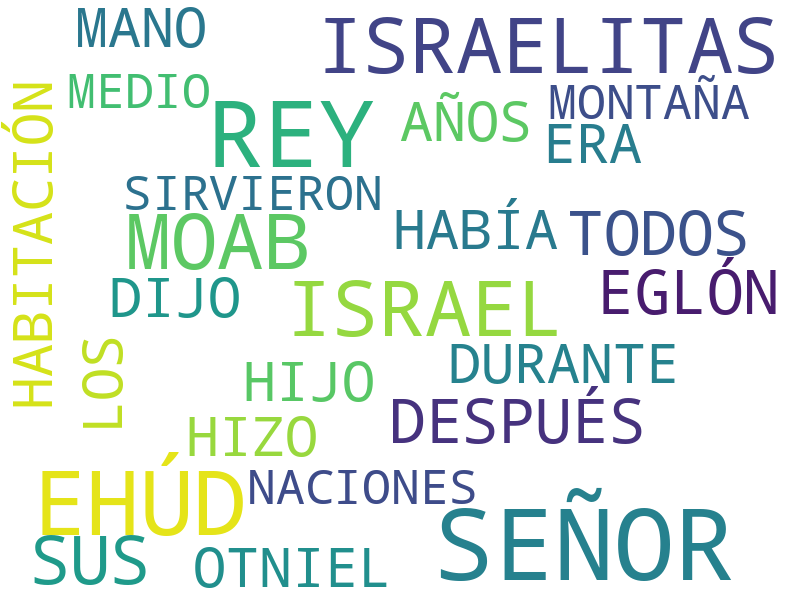 MANO
ISRAELITAS
MEDIO
REY
AÑOS
MONTAÑA
ERA
HABITACIÓN
SIRVIERON
MOAB
HABÍA
TODOS
DIJO
ISRAEL
EGLÓN
LOS
HIJO
DURANTE
HIZO
DESPUÉS
EHÚD
NACIONES
SEÑOR
SUS
OTNIEL